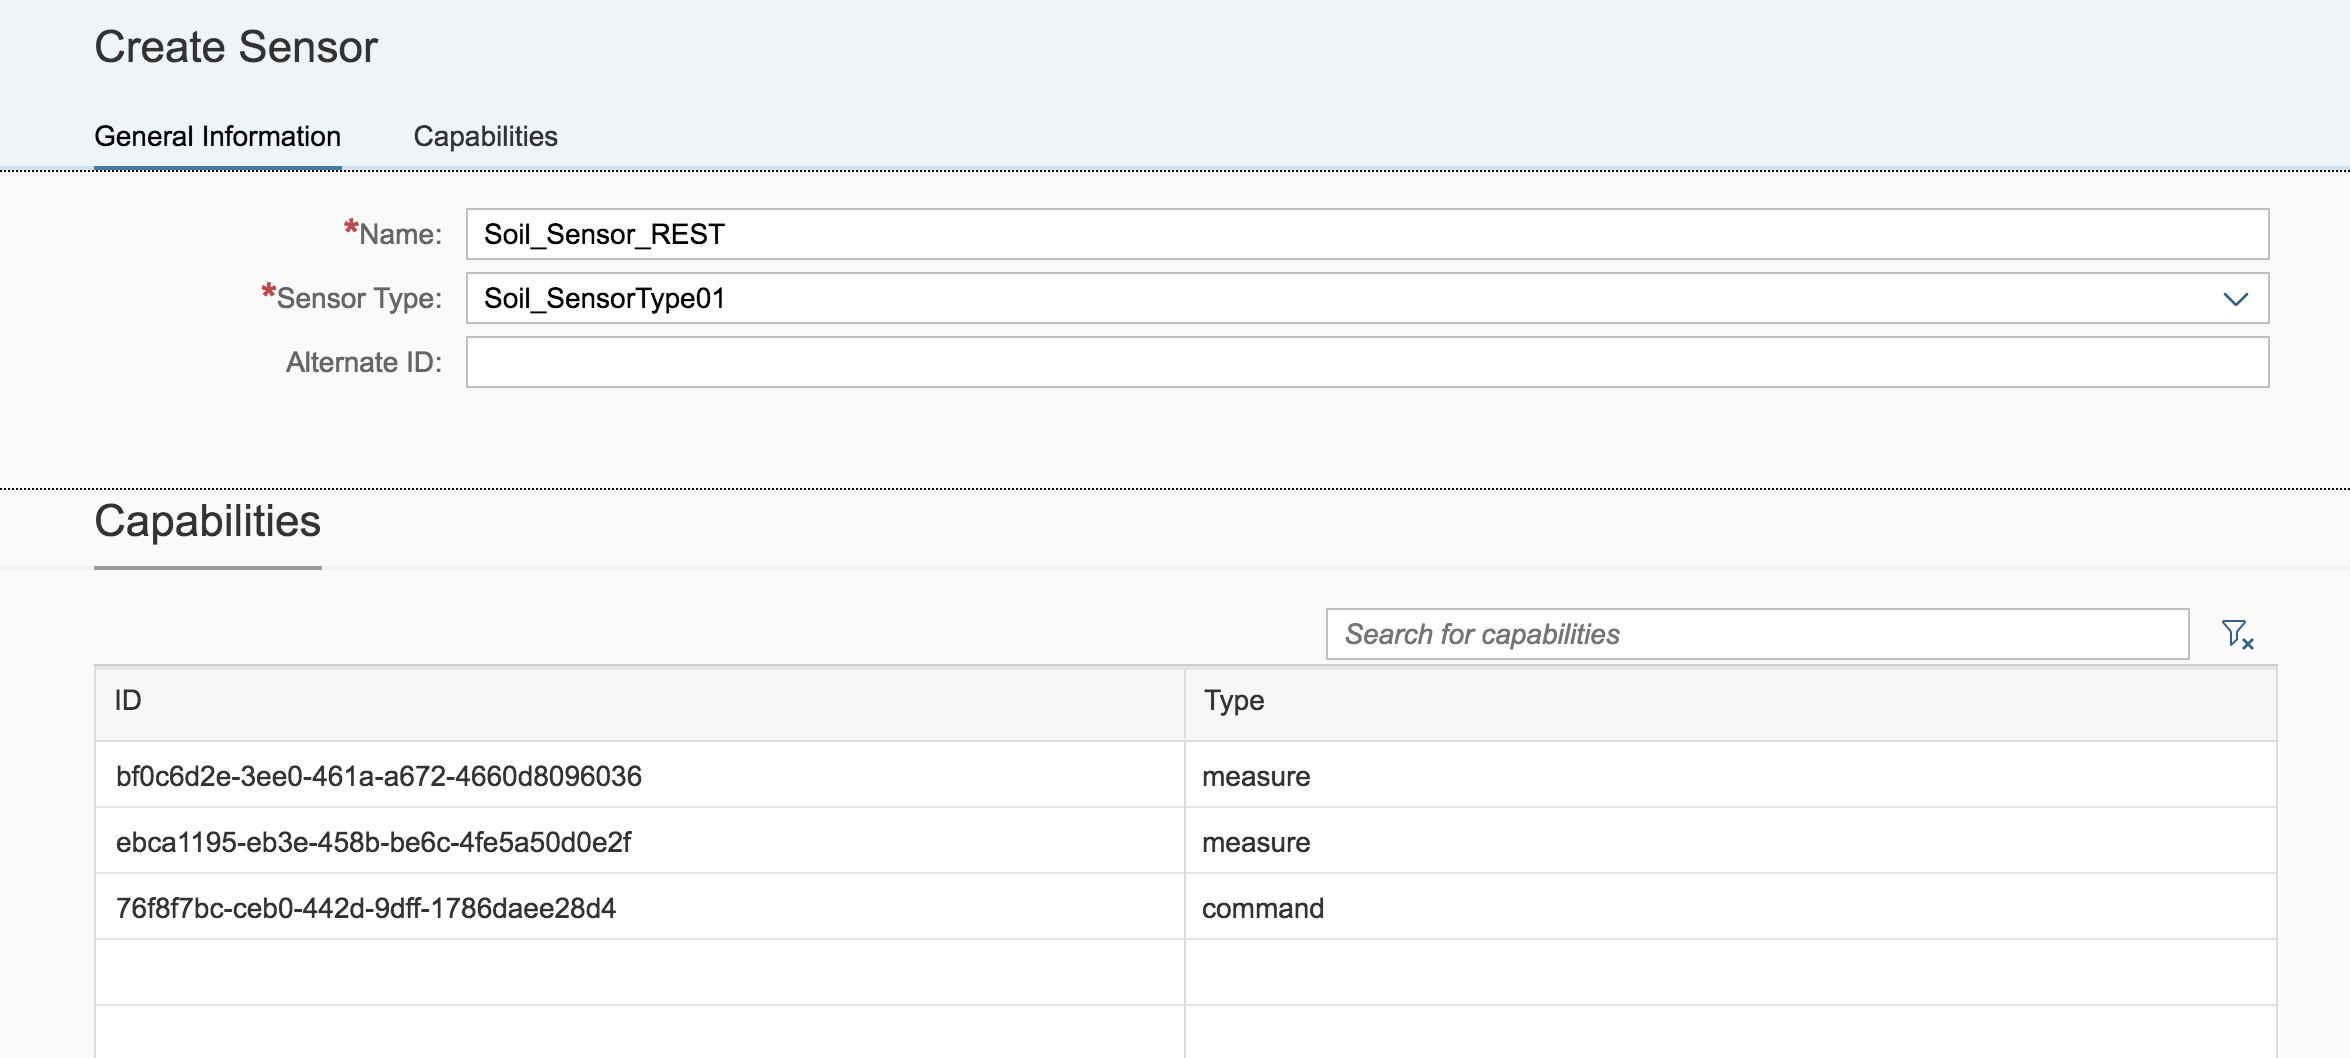 Create Sensor
General Information Capabilities
*Name: Soil_Sensor_REST
*Sensor Type: Soil_SensorType01
Alternate ID:
Capabilities
Search for capabilities
ID Type
bf0c6d2e-3ee0-461a-a672-4660d8096036 measure
ebca1195-eb3e-458b-be6c-4fe5a50d0e2f measure
76f8f7bc-ceb0-442d-9dff-1786daee28d4 command